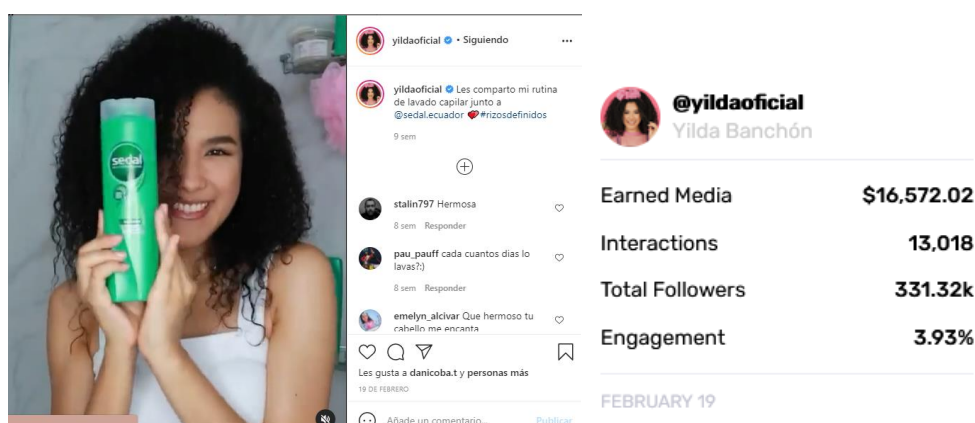 sedal
yildaoficial • Siguiendo
yildaoficial Les comparto mi rutina
de lavado capilar junto a
@sedal.ecuador #rizosdefinidos
9 sem
stalin797 Hermosa
8 sem Responder
pau_pauff cada cuantos dias lo
lavas?:)
8 sem Responder
emelyn_alcivar Que hermoso tu
cabello me encanta
Les gusta a danicoba.t y personas más
19 DE FEBRERO
Añade un comentario... Publicar
@yildaoficial
Yilda Banchón
Earned Media $16,572.02
Interactions 13,018
Total Followers 331.32k
Engagement 3.93%
FEBRUARY 19